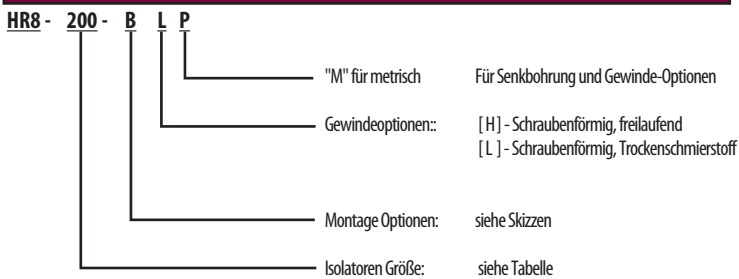 HR8 - 200 - B L P
"M" für metrisch Für Senkbohrung und Gewinde-Optionen
Gewindeoptionen:: [ H ] - Schraubenförmig, freilaufend
[ L ] - Schraubenförmig, Trockenschmierstoff
Montage Optionen: siehe Skizzen
Isolatoren Größe: siehe Tabelle